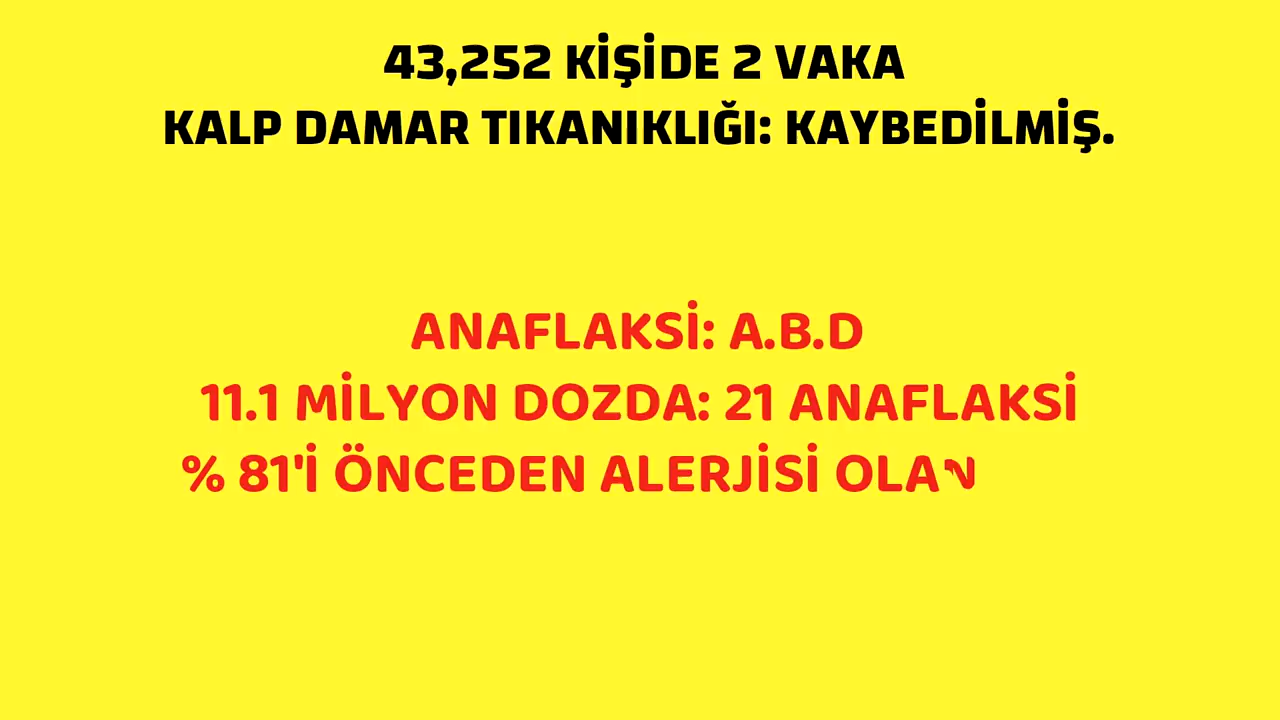 43,252 KİŞİDE 2 VAKA
KALP DAMAR TIKANIKLIĞI: KAYBEDİLMİŞ.
ANAFLAKSİ: A.B.D
11.1 MİLYON DOZDA: 21 ANAFLAKSİ
% 81'İ ÖNCEDEN ALERJİSİ OLAN